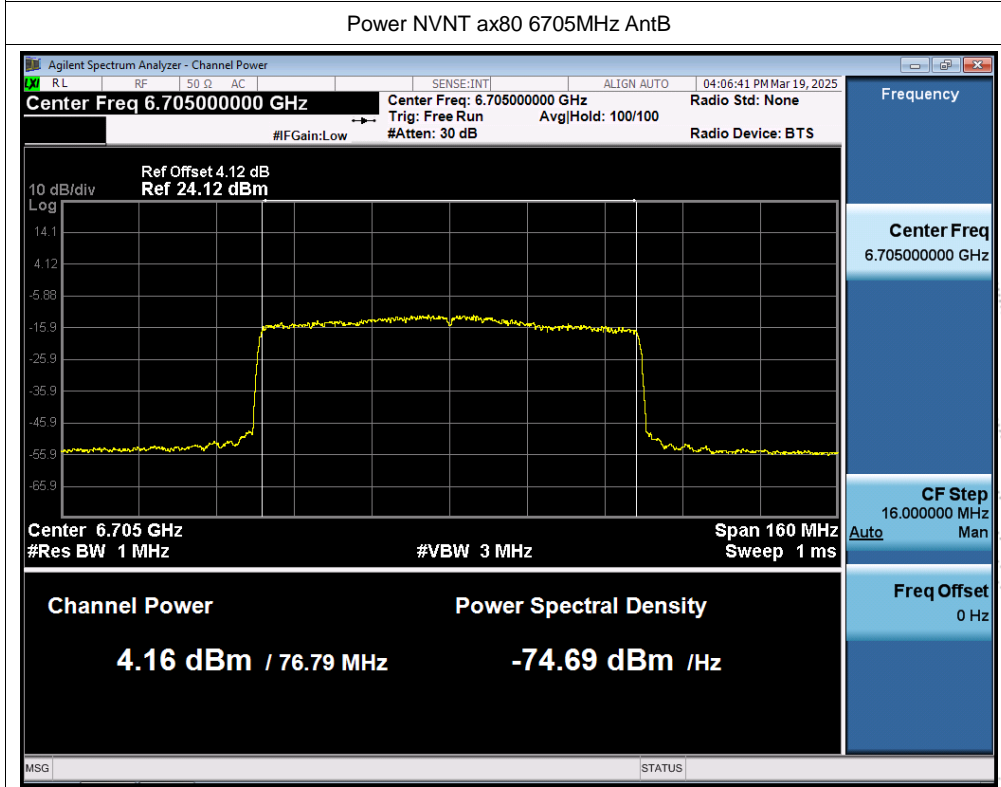 Power NVNT ax80 6705MHz AntB
Agilent Spectrum Analyzer - Channel Power
LXI RL RF 50 Ω AC SENSE:INT ALIGN AUTO 04:06:41 PM Mar 19, 2025
Center Freq 6.705000000 GHz
Center Freq: 6.705000000 GHz
Radio Std: None
Trig: Free Run Avg|Hold: 100/100
#IFGain:Low
#Atten: 30 dB
Radio Device: BTS
Frequency
Ref Offset 4.12 dB
10 dB/div Ref 24.12 dBm
Log
14.1
4.12
-5.88
-15.9
-25.9
-35.9
-45.9
-55.9
-65.9
Center 6.705 GHz Span 160 MHz
#Res BW 1 MHz #VBW 3 MHz Sweep 1 ms
Channel Power Power Spectral Density
4.16 dBm / 76.79 MHz -74.69 dBm /Hz
Center Freq
6.705000000 GHz
CF Step
16.000000 MHz
Auto Man
Freq Offset
0 Hz
MSG STATUS